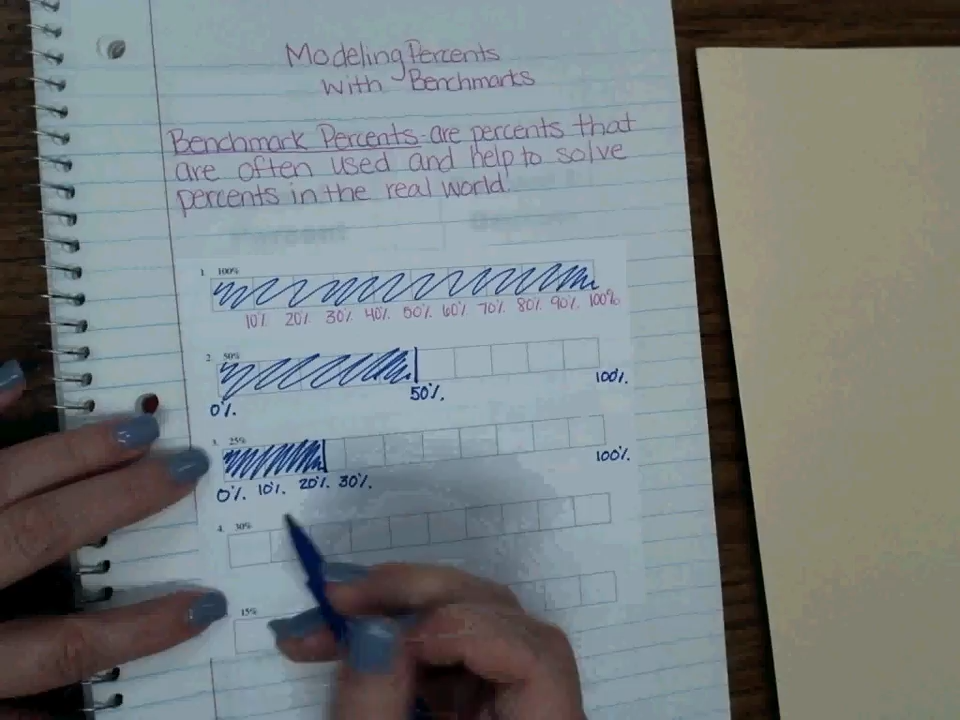 Modeling Percents
with Benchmarks
Benchmark Percents - are percents that
are often used and help to solve
percents in the real world.
1. 100%
10% 20% 30% 40% 50% 60% 70% 80% 90% 100%
2. 50%
0% 50% 100%
3. 25%
0% 10% 20% 30% 100%
4. 30%
15%